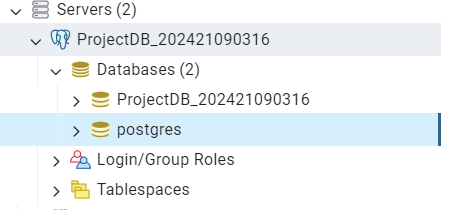 Servers (2)
ProjectDB_202421090316
Databases (2)
ProjectDB_202421090316
postgres
Login/Group Roles
Tablespaces